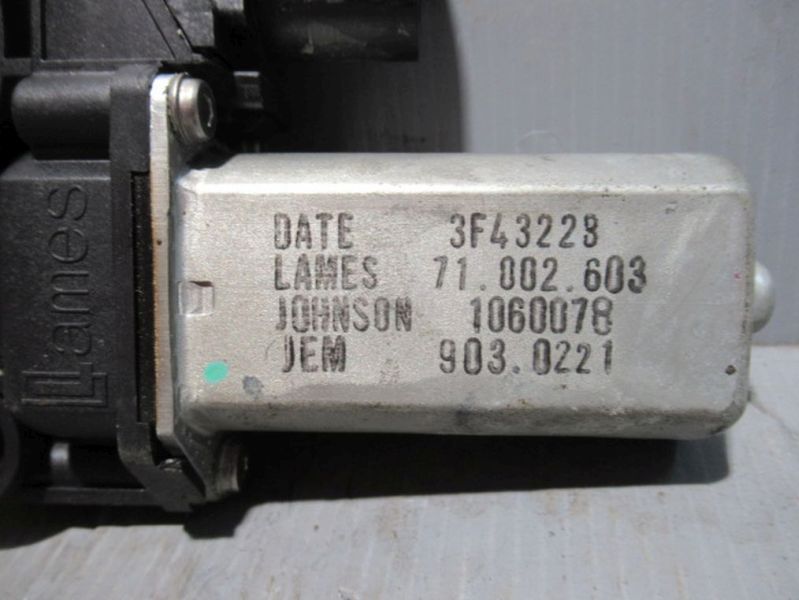 DATE 3F43223
LAMES 71.002.603
JOHNSON 1060078
JEM 903.0221
Lames